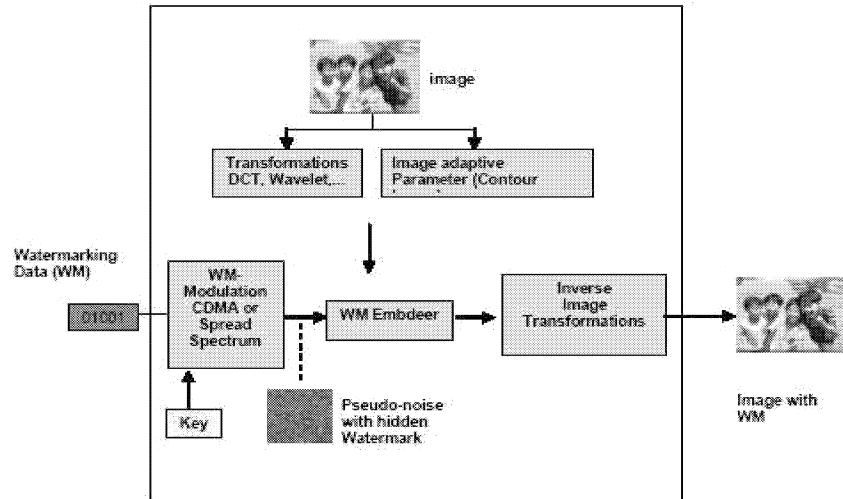 image
Transformations
DCT, Wavelet,...
Image adaptive
Parameter (Contour
Watermarking
Data (WM)
01001
WM-
Modulation
CDMA or
Spread
Spectrum
WM Embdeer
Inverse
Image
Transformations
Key
Pseudo-noise
with hidden
Watermark
Image with
WM